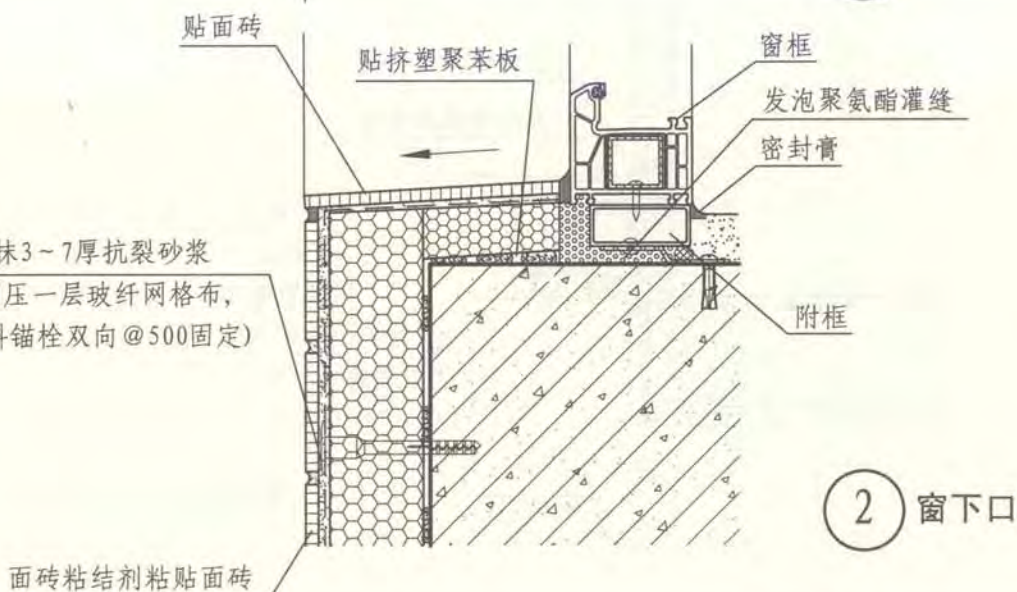 贴面砖
贴挤塑聚苯板
窗框
发泡聚氨酯灌缝
密封膏
抹3~7厚抗裂砂浆
压一层玻纤网格布,
锚栓双向@500固定)
附框
2 窗下口
面砖粘结剂粘贴面砖